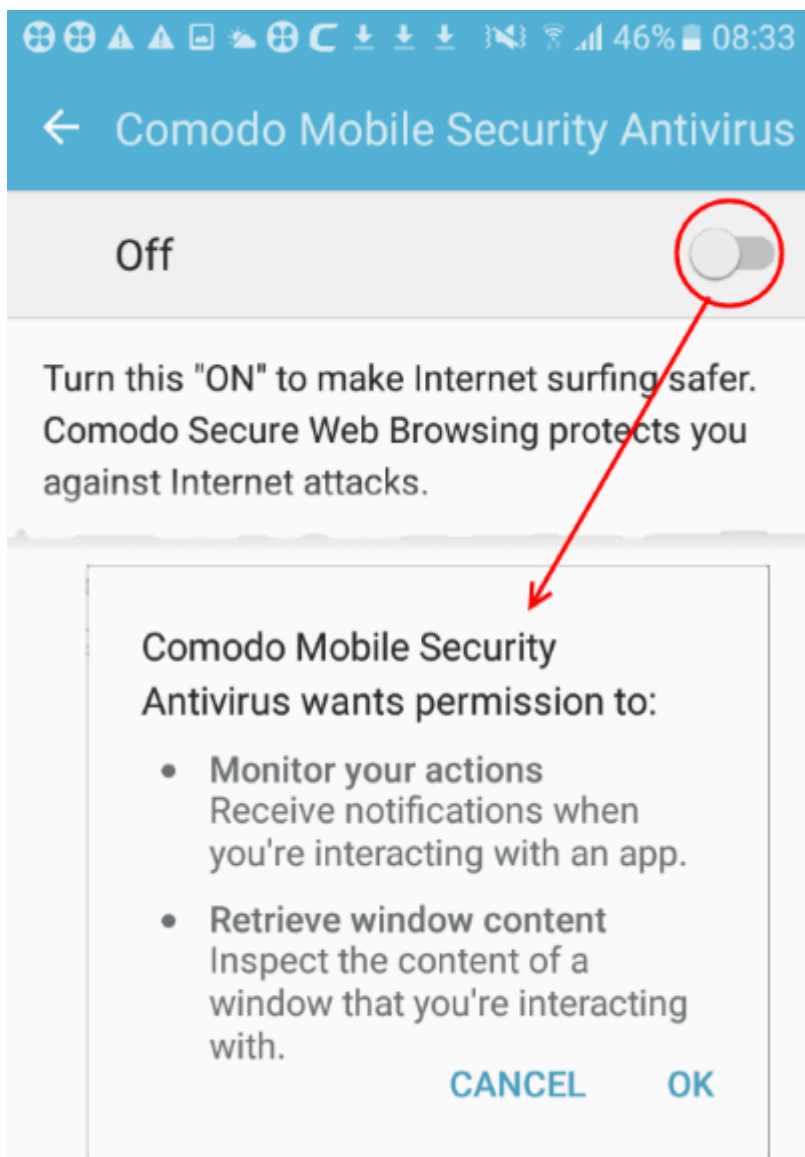 46% 08:33
Comodo Mobile Security Antivirus
Off
Turn this "ON" to make Internet surfing safer.
Comodo Secure Web Browsing protects you
against Internet attacks.
Comodo Mobile Security
Antivirus wants permission to:
• Monitor your actions
Receive notifications when
you're interacting with an app.
• Retrieve window content
Inspect the content of a
window that you're interacting
with.
CANCEL OK